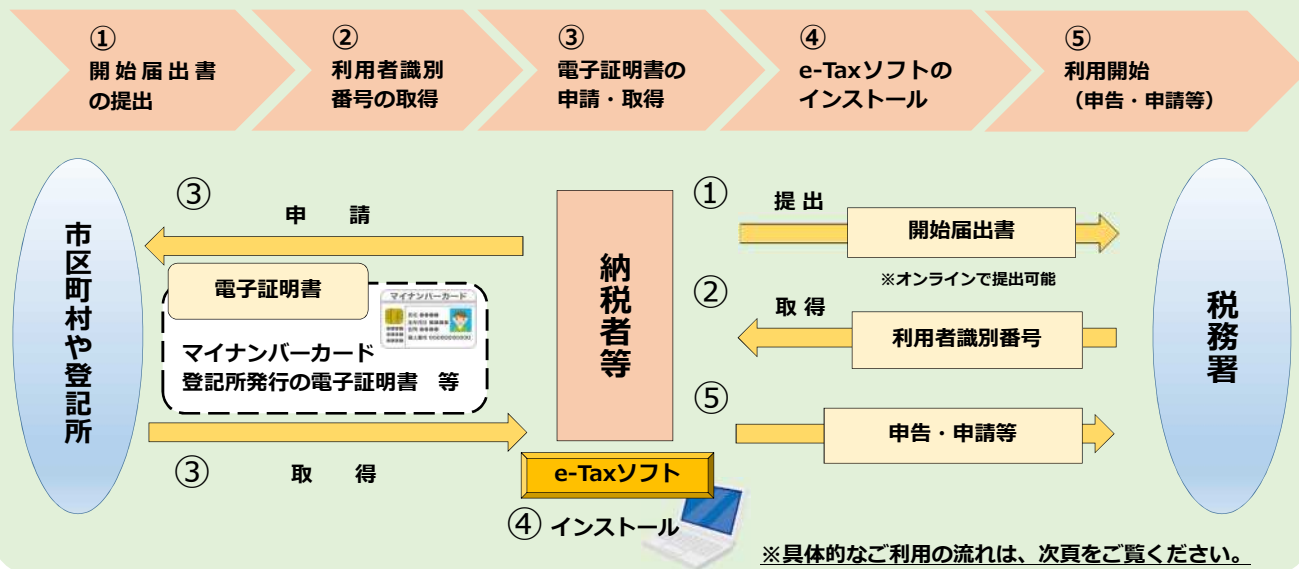 ①
開始届出書
の提出
②
利用者識別
番号の取得
③
電子証明書の
申請・取得
④
e-Taxソフトの
インストール
⑤
利用開始
（申告・申請等）
市区町村や登記所
③
申　請
電子証明書
マイナンバーカード
マイナンバーカード
登記所発行の電子証明書　等
③
取　得
納税者等
e-Taxソフト
④ インストール
①
提出
開始届出書
※オンラインで提出可能
②
取得
利用者識別番号
⑤
申告・申請等
税務署
※具体的なご利用の流れは、次頁をご覧ください。